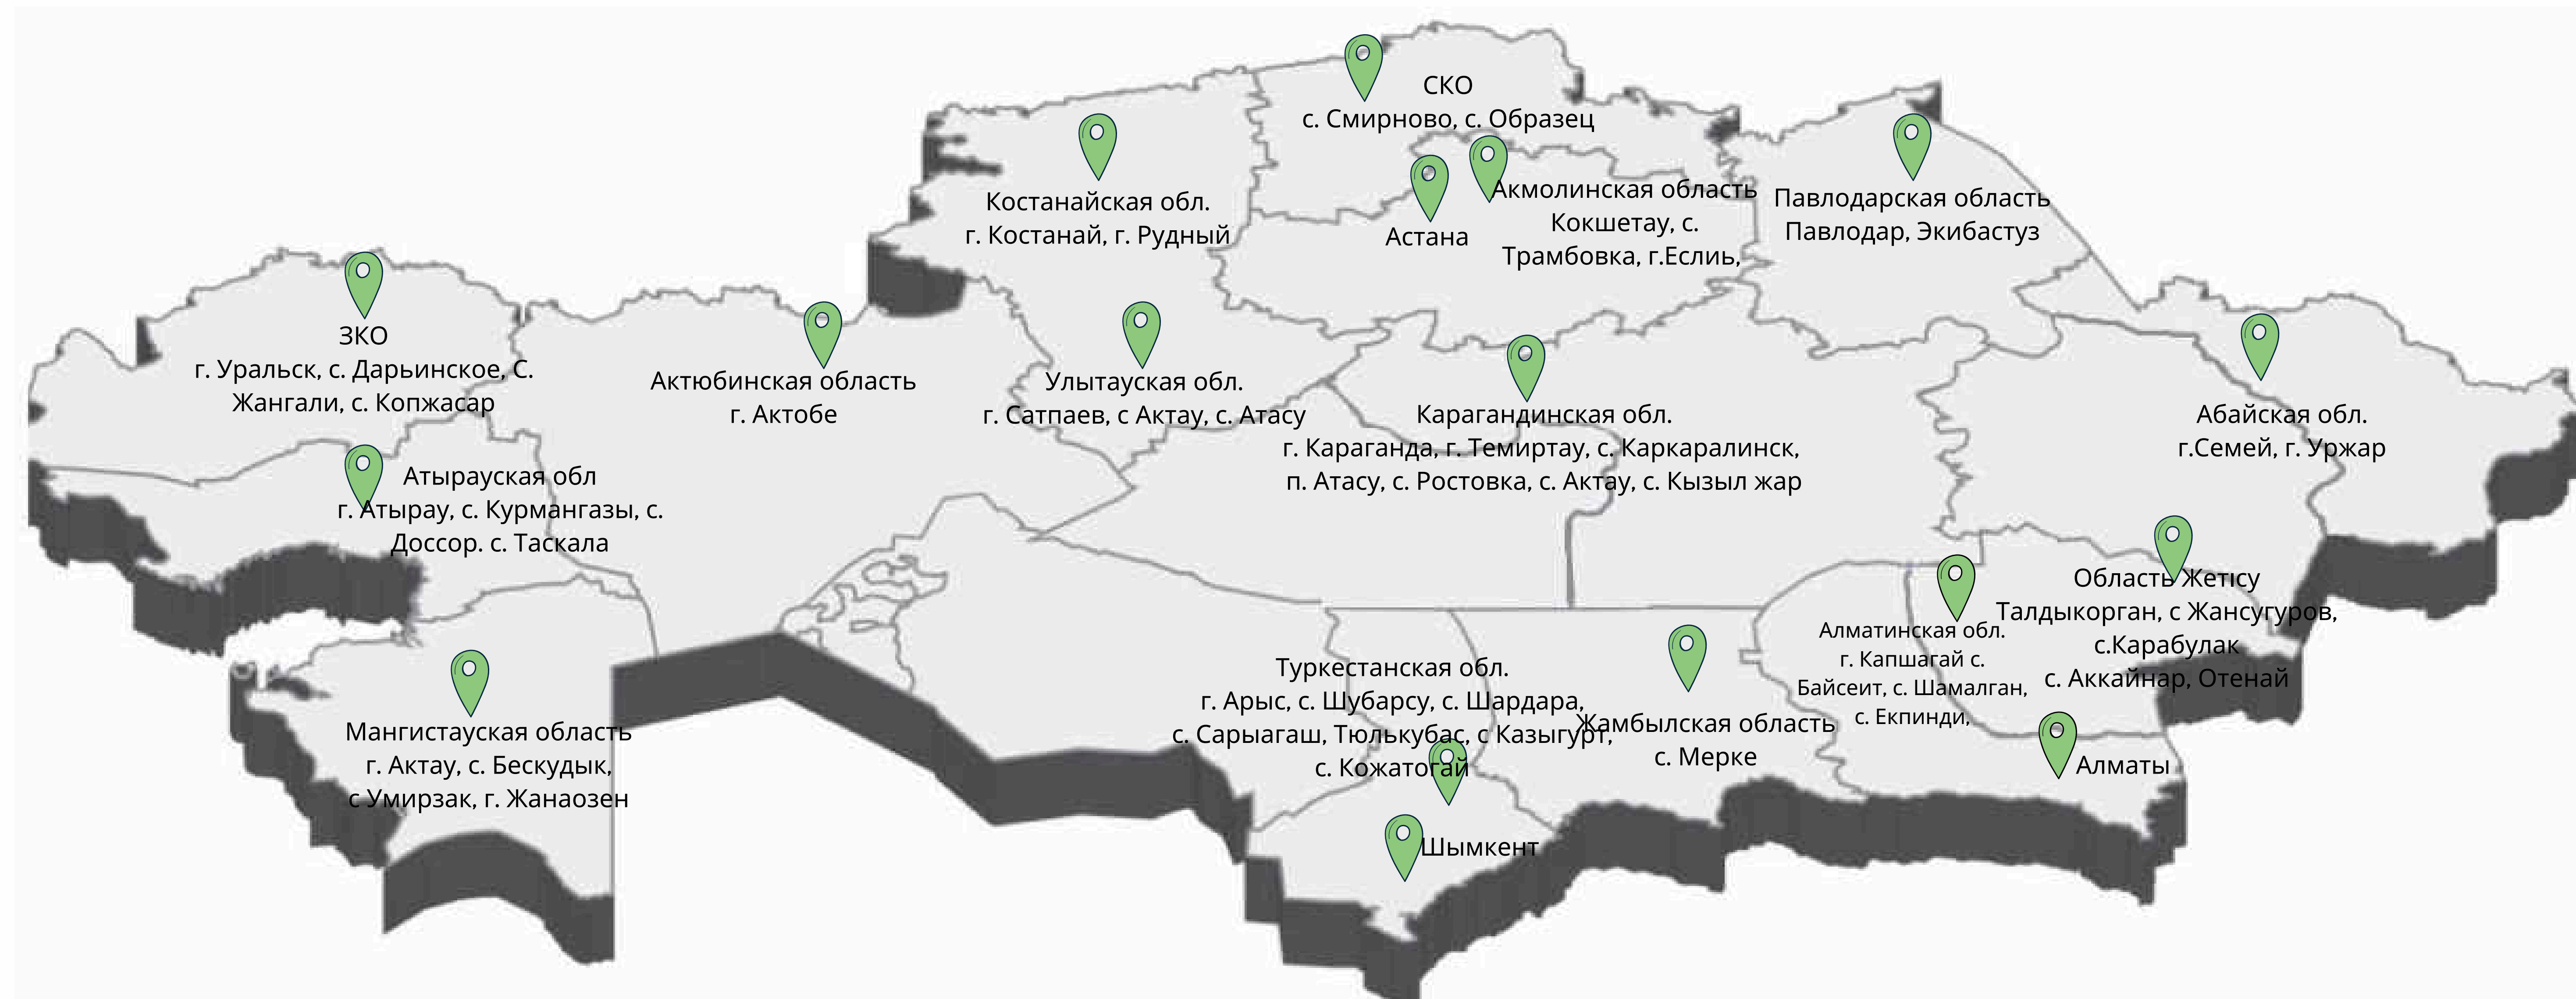 СКО
с. Смирново, с. Образец
Костанайская обл.
г. Костанай, г. Рудный
Астана
Акмолинская область
Кокшетау, с.
Трамбовка, г.Еслиь,
Павлодарская область
Павлодар, Экибастуз
ЗКО
г. Уральск, с. Дарьинское, С.
Жангали, с. Копжасар
Актюбинская область
г. Актобе
Улытауская обл.
г. Сатпаев, с Актау, с. Атасу
Карагандинская обл.
г. Караганда, г. Темиртау, с. Каркаралинск,
п. Атасу, с. Ростовка, с. Актау, с. Кызыл жар
Абайская обл.
г.Семей, г. Уржар
Атырауская обл
г. Атырау, с. Курмангазы, с.
Доссор. с. Таскала
Область Жетісу
Талдыкорган, с Жансугуров,
с.Карабулак
с. Аккайнар, Отенай
Алматинская обл.
г. Капшагай с.
Байсеит, с. Шамалган,
с. Екпинди,
Туркестанская обл.
г. Арыс, с. Шубарсу, с. Шардара,
с. Сарыагаш, Тюлькубас, с Казыгурт,
с. Кожатогай
Жамбылская область
с. Мерке
Мангистауская область
г. Актау, с. Бескудык,
с Умирзак, г. Жанаозен
Алматы
Шымкент